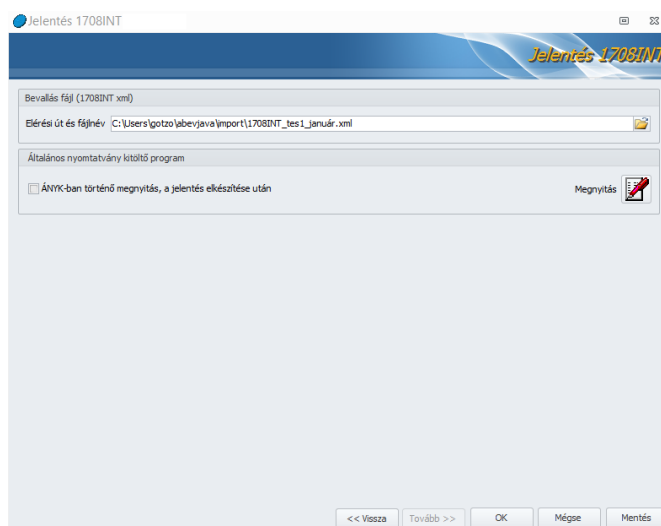 Jelentés 1708INT
Jelentés 1708INT
Bevallás fájl (1708INT xml)
Elérési út és fájlnév C:\Users\gotzo\abevjava\import\1708INT_tes1_január.xml
Általános nyomtatvány kitöltő program
ÁNYK-ban történő megnyitás, a jelentés elkészítése után
Megnyitás
<< Vissza Tovább >> OK Mégse Mentés